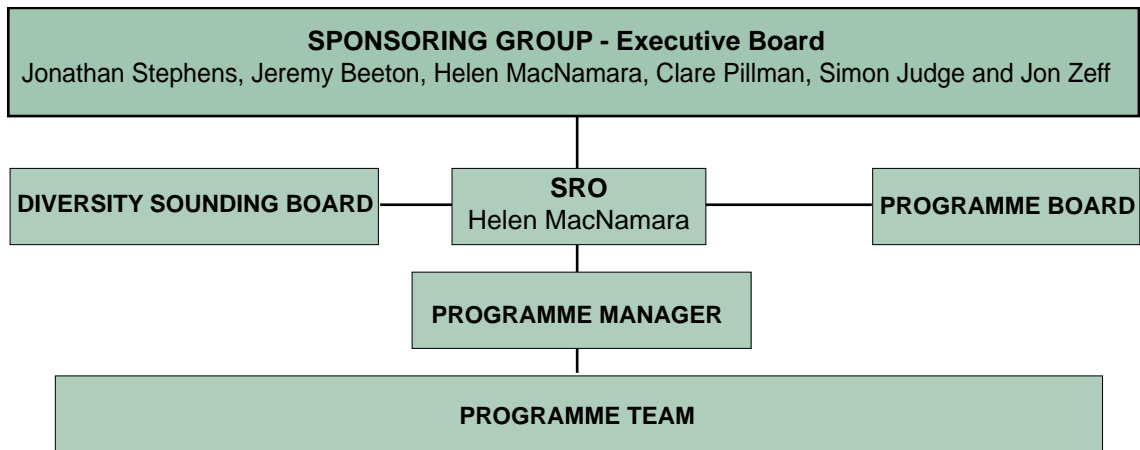 SPONSORING GROUP - Executive Board
Jonathan Stephens, Jeremy Beeton, Helen MacNamara, Clare Pillman, Simon Judge and Jon Zeff
DIVERSITY SOUNDING BOARD
SRO
Helen MacNamara
PROGRAMME BOARD
PROGRAMME MANAGER
PROGRAMME TEAM